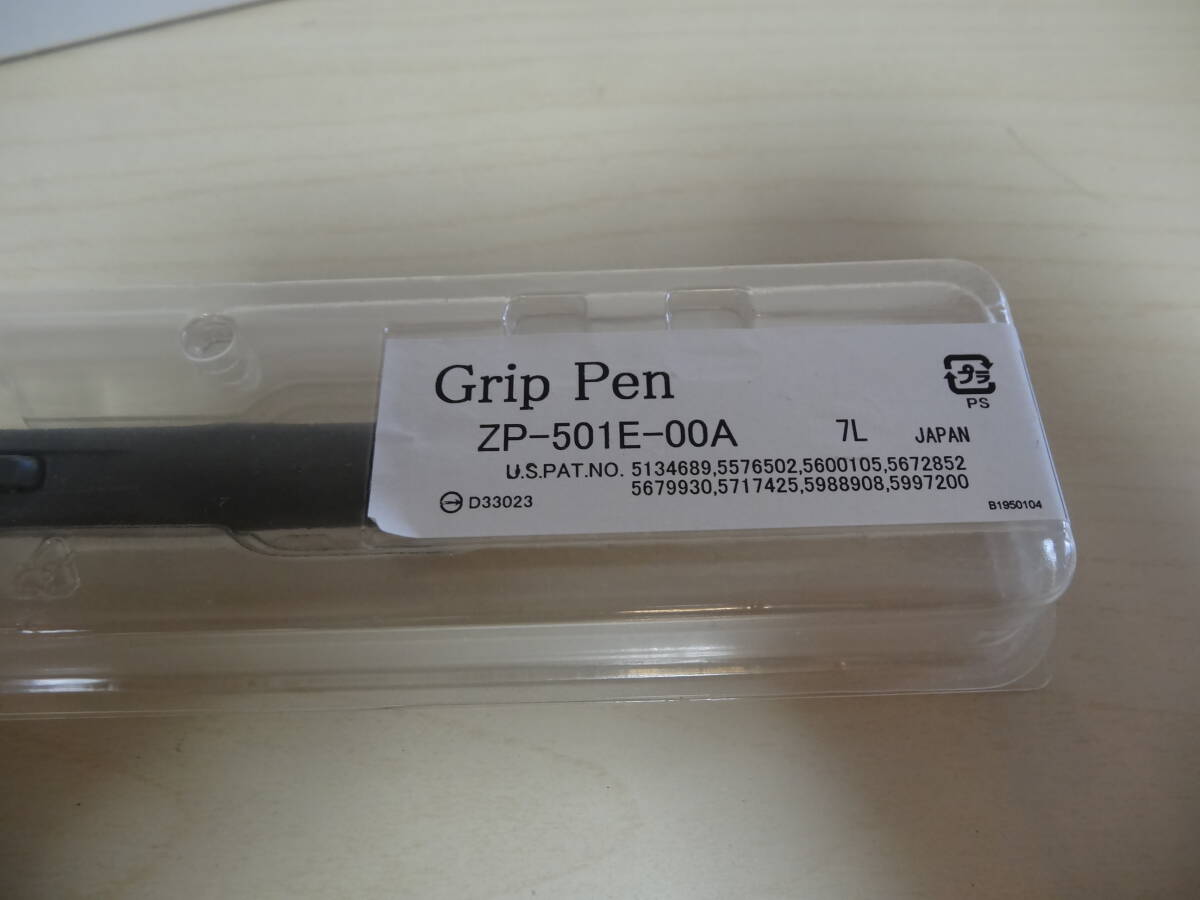 Grip Pen
プラ
PS
ZP-501E-00A 7L JAPAN
U.S.PAT.NO. 5134689,5576502,5600105,5672852
5679930,5717425,5988908,5997200
D33023
B1950104